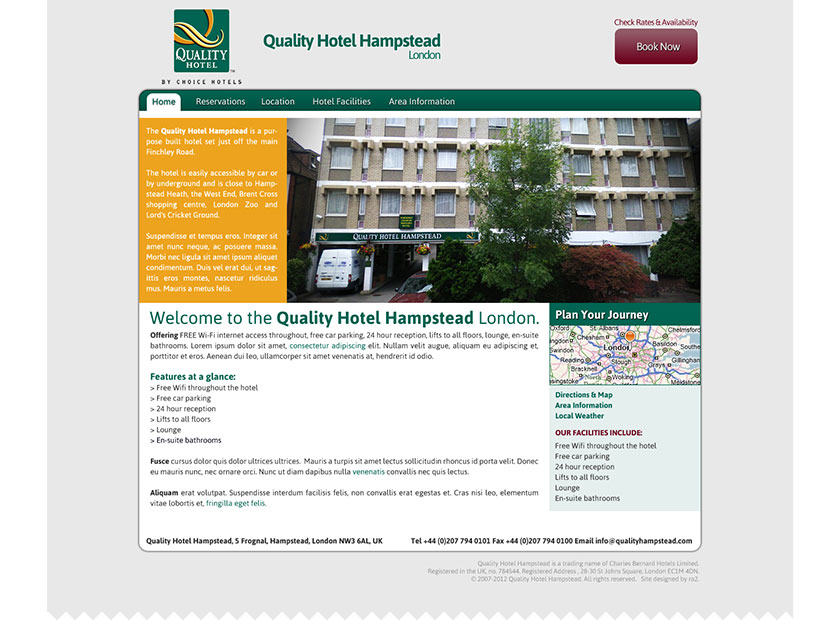 QUALITY
HOTEL
BY CHOICE HOTELS
Quality Hotel Hampstead
London
Check Rates & Availability
Book Now
Home
Reservations
Location
Hotel Facilities
Area Information
The Quality Hotel Hampstead is a pur-
pose built hotel set just off the main
Finchley Road.
The hotel is easily accessible by car or
by underground and is close to Hamp-
stead Heath, the West End, Brent Cross
shopping centre, London Zoo and
Lord's Cricket Ground.
Suspendisse et tempus eros. Integer sit
amet nunc neque, ac posuere massa.
Morbi nec ligula sit amet ipsum aliquet
condimentum. Duis vel erat dui, ut sag-
ittis eros montes, nascetur ridiculus
mus. Mauris a metus felis.
QUALITY HOTEL HAMPSTEAD
Welcome to the Quality Hotel Hampstead London.
Offering FREE Wi-Fi internet access throughout, free car parking, 24 hour reception, lifts to all floors, lounge, en-suite
bathrooms. Lorem ipsum dolor sit amet, consectetur adipiscing elit. Nullam velit augue, aliquam eu adipiscing et,
porttitor et eros. Aenean dui leo, ullamcorper sit amet venenatis at, hendrerit id odio.
Features at a glance:
> Free Wifi throughout the hotel
> Free car parking
> 24 hour reception
> Lifts to all floors
> Lounge
> En-suite bathrooms
Fusce cursus dolor quis dolor ultrices ultrices. Mauris a turpis sit amet lectus sollicitudin rhoncus id porta velit. Donec
eu mauris nunc, nec ornare orci. Nunc ut diam dapibus nulla venenatis convallis nec quis lectus.
Aliquam erat volutpat. Suspendisse interdum facilisis felis, non convallis erat egestas et. Cras nisi leo, elementum
vitae lobortis et, fringilla eget felis.
Plan Your Journey
Oxford
St. Albans
Chelmsford
Chesham
Swindon
London
Basildon
Reading
Slough
Bracknell
Grays
Gillingham
Woking
Maidstone
Directions & Map
Area Information
Local Weather
OUR FACILITIES INCLUDE:
Free Wifi throughout the hotel
Free car parking
24 hour reception
Lifts to all floors
Lounge
En-suite bathrooms
Quality Hotel Hampstead, 5 Frognal, Hampstead, London NW3 6AL, UK
Tel +44 (0)207 794 0101 Fax +44 (0)207 794 0100 Email info@qualityhampstead.com
Quality Hotel Hampstead is a trading name of Charles Bernard Hotels Limited.
Registered in the UK, no. 784544. Registered Address , 28-30 St Johns Square, London EC1M 4DN.
© 2007-2012 Quality Hotel Hampstead. All rights reserved. Site designed by ra2.